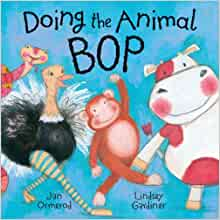 Doing the Animal
BOP
Jan
Ormerod
Lindsey
Gardiner